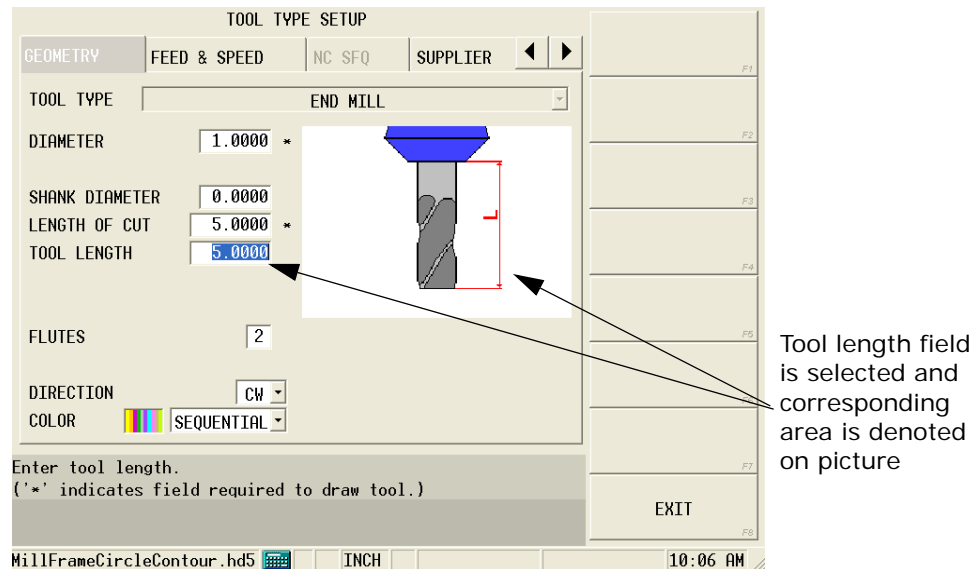 TOOL TYPE SETUP
GEOMETRY FEED & SPEED NC SFQ SUPPLIER
TOOL TYPE END MILL
DIAMETER 1.0000 *
SHANK DIAMETER 0.0000
LENGTH OF CUT 5.0000 *
TOOL LENGTH 5.0000
L
FLUTES 2
DIRECTION CW
COLOR SEQUENTIAL
Enter tool length.
('*' indicates field required to draw tool.)
F1
F2
F3
F4
F5
F7
EXIT
F8
MillFrameCircleContour.hd5 INCH 10:06 AM
Tool length field
is selected and
corresponding
area is denoted
on picture